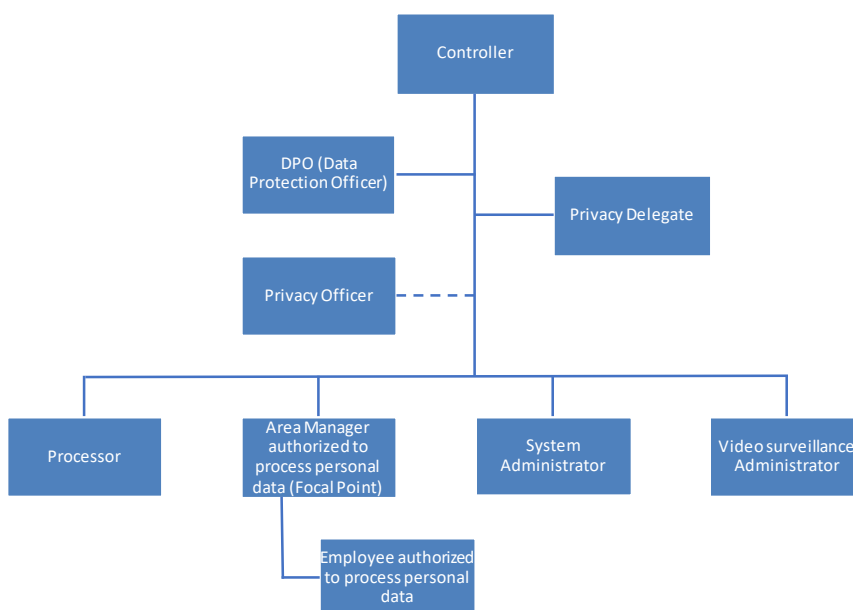 Controller
DPO (Data
Protection Officer)
Privacy Delegate
Privacy Officer
Processor
Area Manager
authorized to
process personal
data (Focal Point)
System
Administrator
Video surveillance
Administrator
Employee authorized
to process personal
data